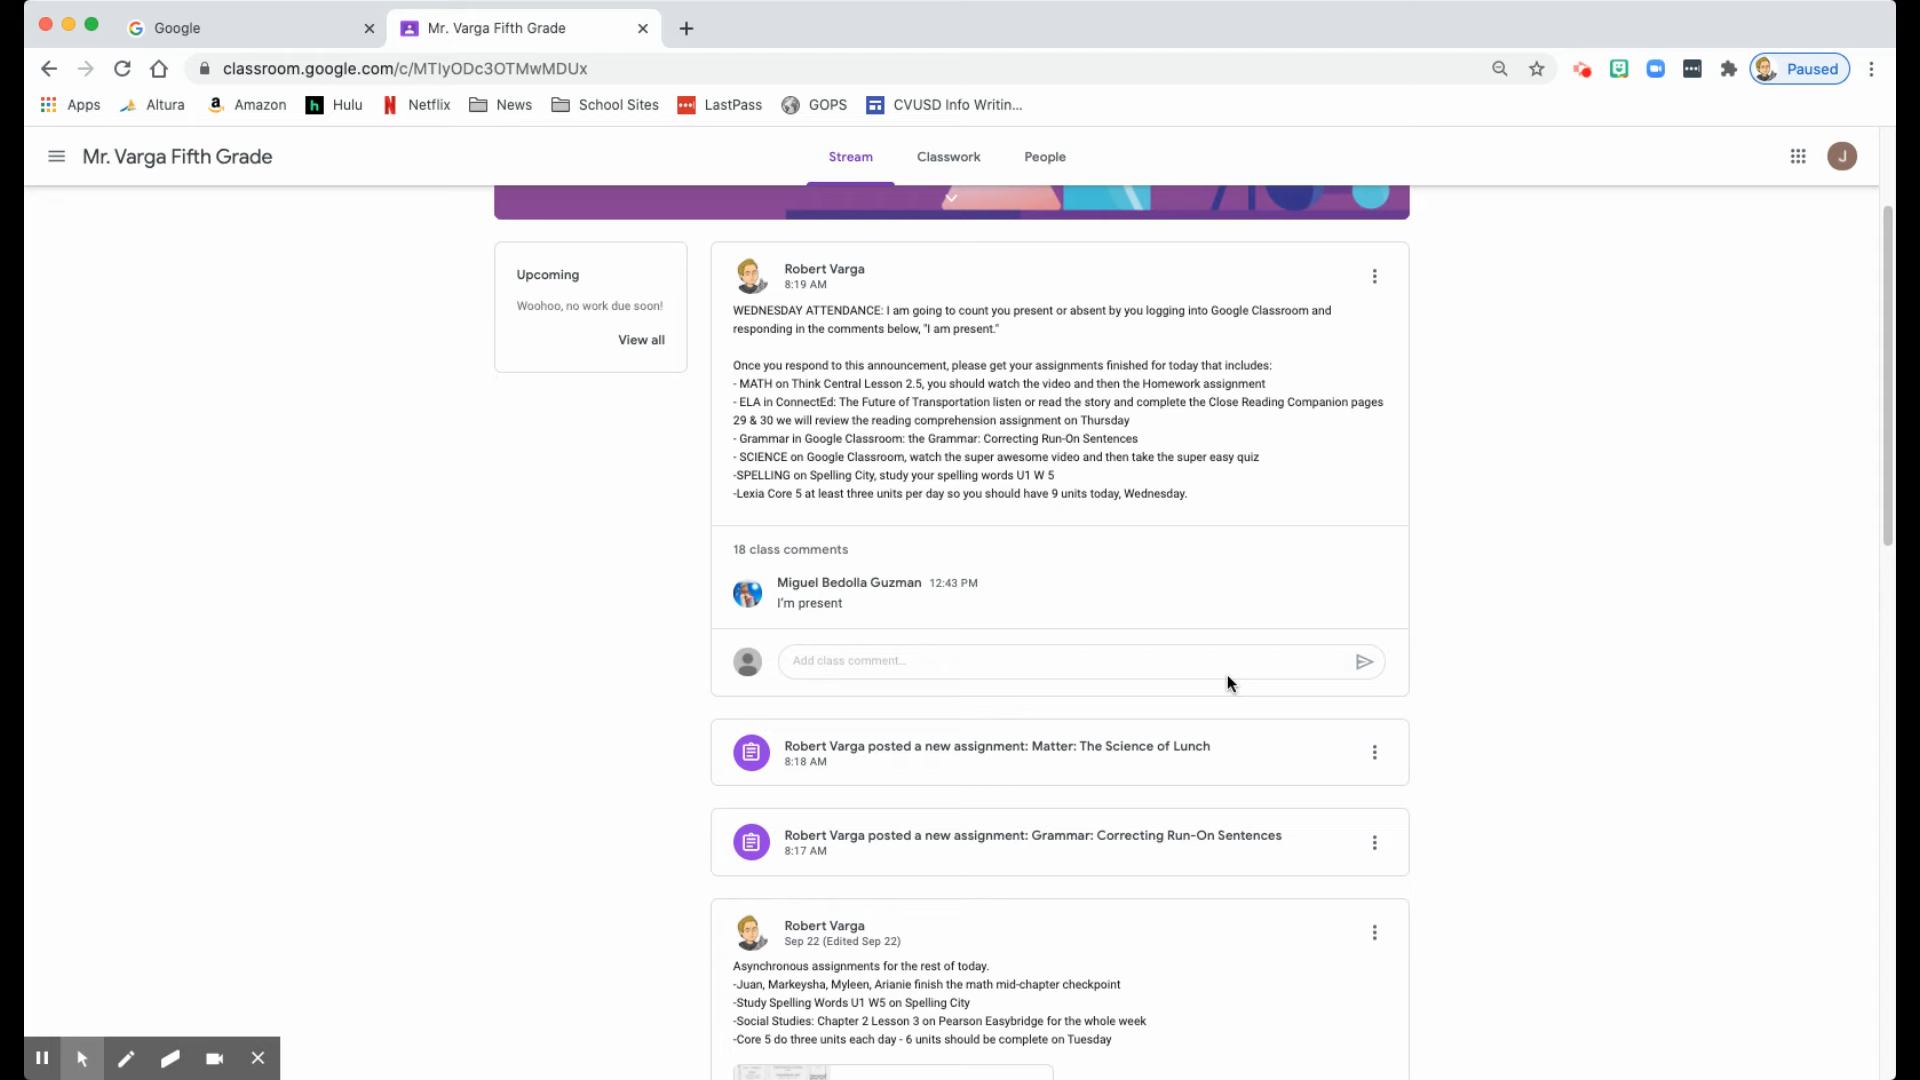 Google
Mr. Varga Fifth Grade
classroom.google.com/c/MTIyODc3OTMwMDUx
Paused
Apps
Altura
Amazon
Hulu
Netflix
News
School Sites
LastPass
GOPS
CVUSD Info Writin...
Mr. Varga Fifth Grade
Stream
Classwork
People
J
Upcoming
Woohoo, no work due soon!
View all
Robert Varga
8:19 AM
WEDNESDAY ATTENDANCE: I am going to count you present or absent by you logging into Google Classroom and
responding in the comments below, "I am present."
Once you respond to this announcement, please get your assignments finished for today that includes:
- MATH on Think Central Lesson 2.5, you should watch the video and then the Homework assignment
- ELA in ConnectEd: The Future of Transportation listen or read the story and complete the Close Reading Companion pages
29 & 30 we will review the reading comprehension assignment on Thursday
- Grammar in Google Classroom: the Grammar: Correcting Run-On Sentences
- SCIENCE on Google Classroom, watch the super awesome video and then take the super easy quiz
-SPELLING on Spelling City, study your spelling words U1 W 5
-Lexia Core 5 at least three units per day so you should have 9 units today, Wednesday.
18 class comments
Miguel Bedolla Guzman 12:43 PM
I'm present
Add class comment...
Robert Varga posted a new assignment: Matter: The Science of Lunch
8:18 AM
Robert Varga posted a new assignment: Grammar: Correcting Run-On Sentences
8:17 AM
Robert Varga
Sep 22 (Edited Sep 22)
Asynchronous assignments for the rest of today.
-Juan, Markeysha, Myleen, Arianie finish the math mid-chapter checkpoint
-Study Spelling Words U1 W5 on Spelling City
-Social Studies: Chapter 2 Lesson 3 on Pearson Easybridge for the whole week
-Core 5 do three units each day - 6 units should be complete on Tuesday